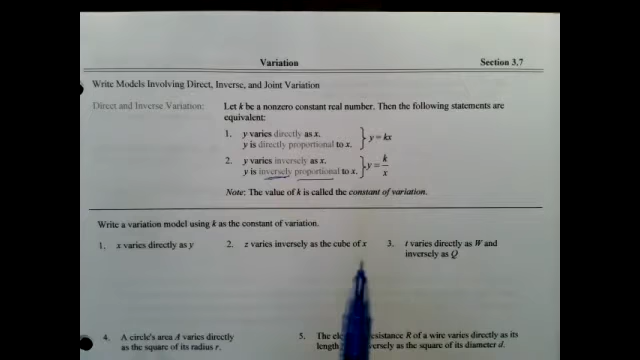 Variation Section 3.7
Write Models Involving Direct, Inverse, and Joint Variation
Direct and Inverse Variation: Let k be a nonzero constant real number. Then the following statements are
equivalent:
1. y varies directly as x.
y is directly proportional to x. } y = kx
2. y varies inversely as x.
y is inversely proportional to x. } y = k/x
Note: The value of k is called the constant of variation.
Write a variation model using k as the constant of variation.
1. x varies directly as y 2. z varies inversely as the cube of x 3. t varies directly as W and
inversely as Q
4. A circle's area A varies directly
as the square of its radius r.
5. The resistance R of a wire varies directly as its
length as the square of its diameter d.